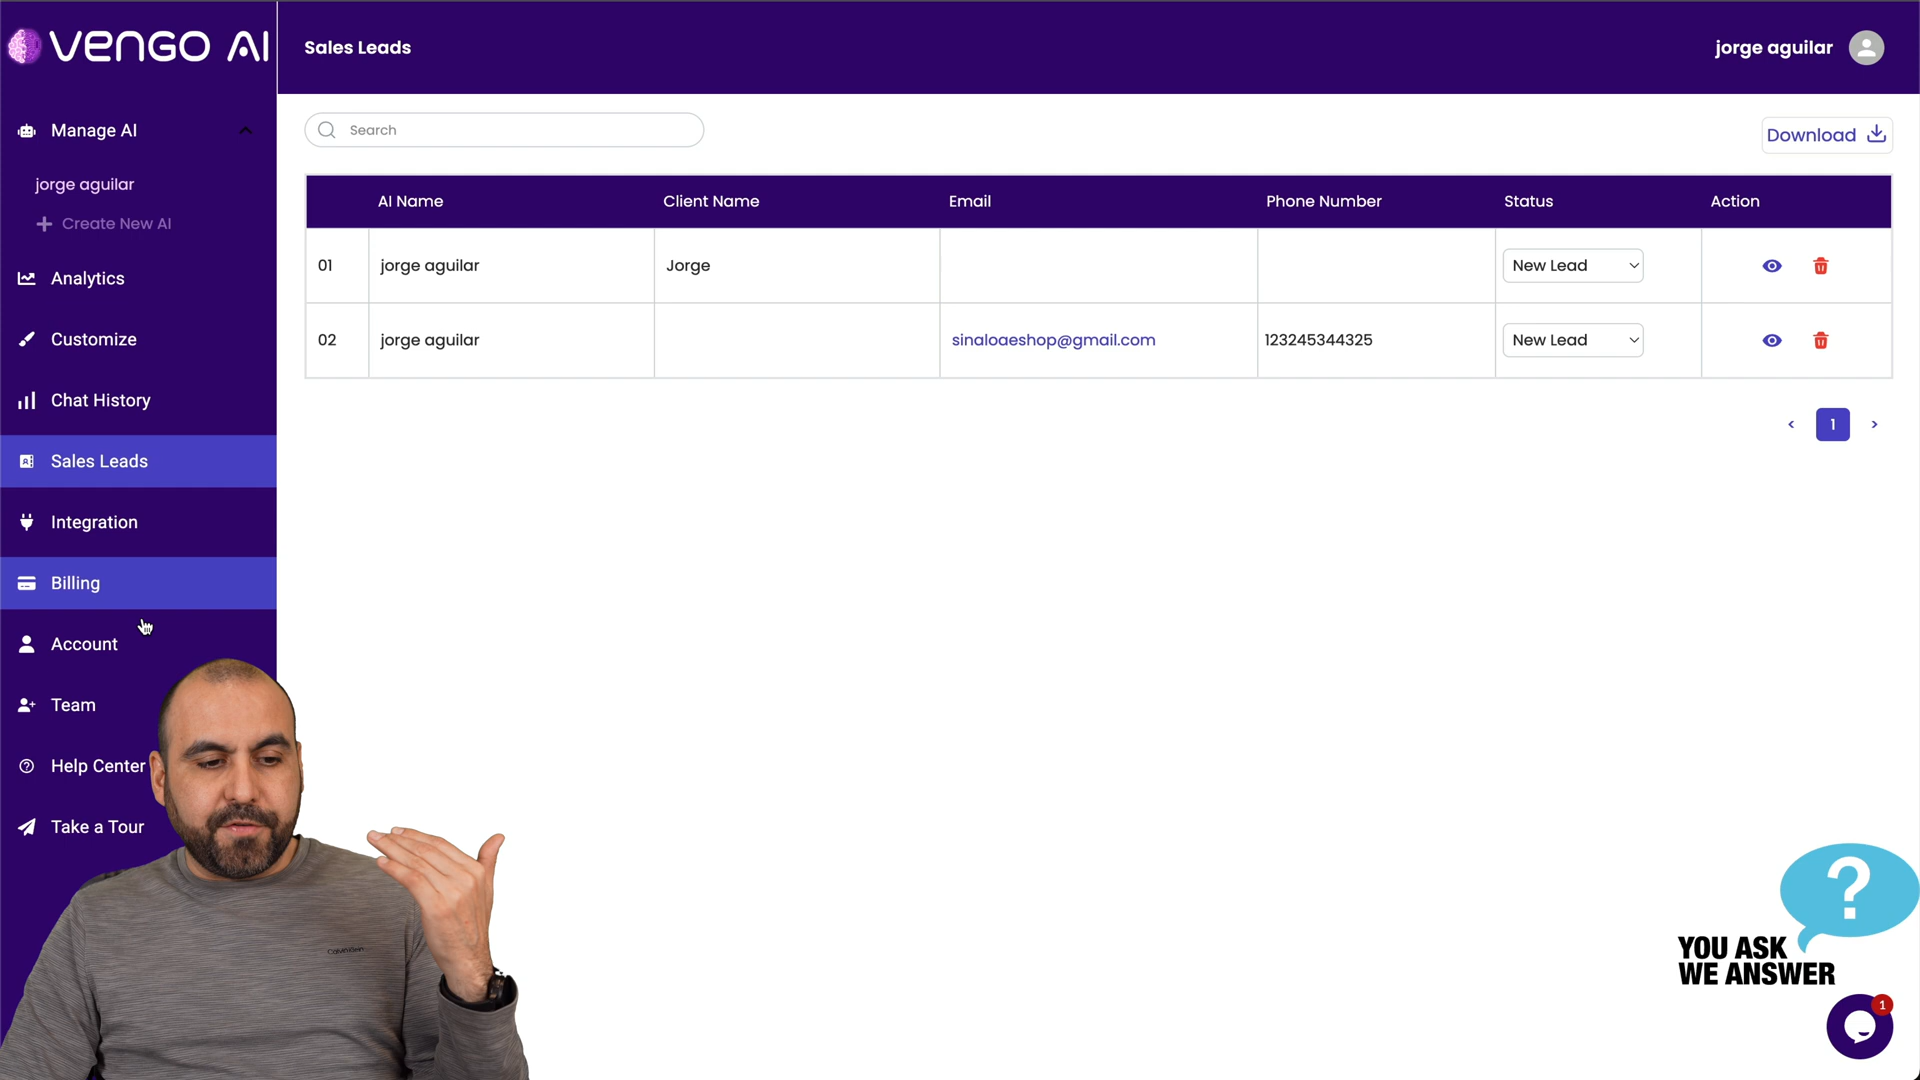 VENGO AI
Sales Leads
jorge aguilar
Manage AI
jorge aguilar
Create New AI
Analytics
Customize
Chat History
Sales Leads
Integration
Billing
Account
Team
Help Center
Take a Tour
Search
Download
AI Name Client Name Email Phone Number Status Action
01 jorge aguilar Jorge New Lead
02 jorge aguilar sinaloaeshop@gmail.com 123245344325 New Lead
1
Calvin Klein
?
YOU ASK
WE ANSWER
1